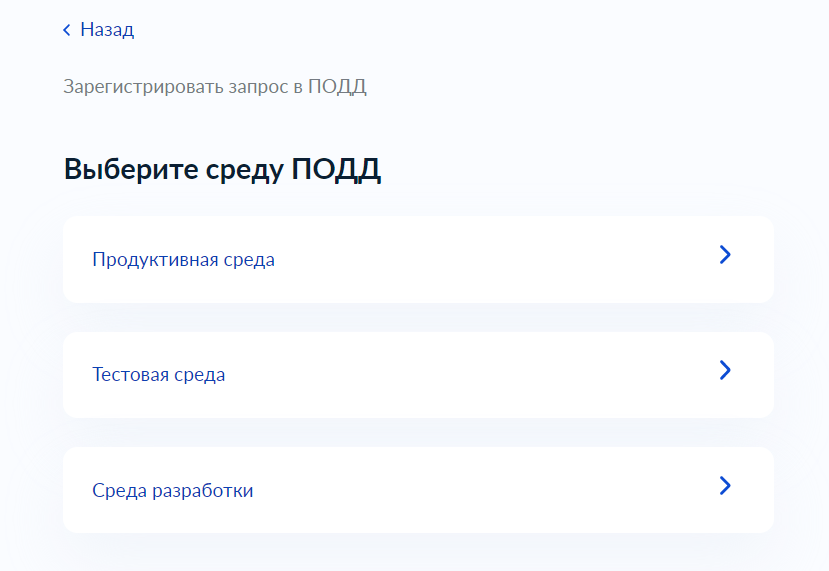 Назад
Зарегистрировать запрос в ПОДД
Выберите среду ПОДД
Продуктивная среда
Тестовая среда
Среда разработки